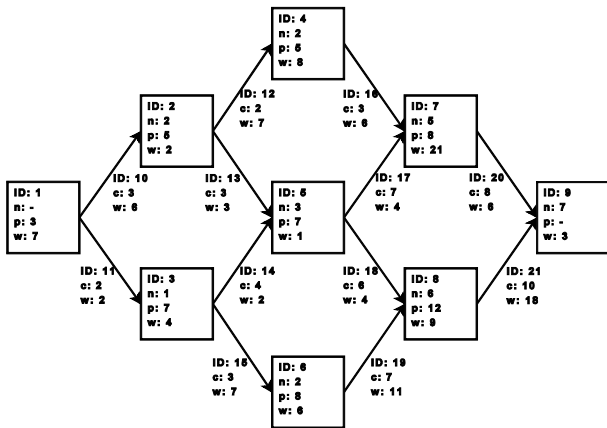 ID: 4
n: 2
p: 5
w: 8
ID: 2
n: 2
p: 5
w: 2
ID: 12
c: 2
w: 7
ID: 16
c: 3
w: 6
ID: 7
n: 5
p: 8
w: 21
ID: 1
n: -
p: 3
w: 7
ID: 10
c: 3
w: 6
ID: 13
c: 3
w: 3
ID: 5
n: 3
p: 7
w: 1
ID: 17
c: 7
w: 4
ID: 20
c: 8
w: 6
ID: 9
n: 7
p: -
w: 3
ID: 11
c: 2
w: 2
ID: 3
n: 1
p: 7
w: 4
ID: 14
c: 4
w: 2
ID: 18
c: 6
w: 4
ID: 8
n: 6
p: 12
w: 9
ID: 21
c: 10
w: 18
ID: 15
c: 3
w: 7
ID: 6
n: 2
p: 8
w: 6
ID: 19
c: 7
w: 11